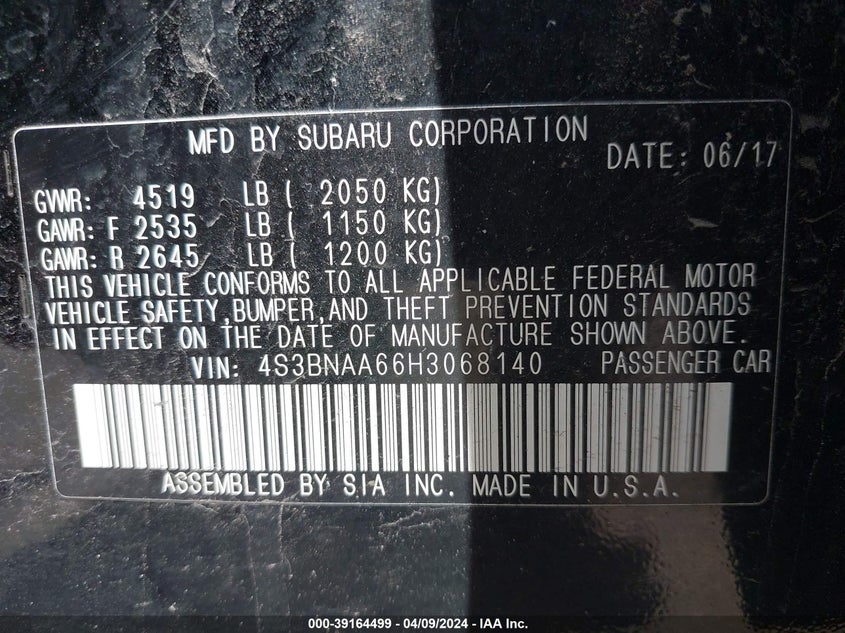 MFD BY SUBARU CORPORATION
DATE: 06/17
GVWR: 4519 LB ( 2050 KG)
GAWR: F 2535 LB ( 1150 KG)
GAWR: R 2645 LB ( 1200 KG)
THIS VEHICLE CONFORMS TO ALL APPLICABLE FEDERAL MOTOR
VEHICLE SAFETY,BUMPER,AND THEFT PREVENTION STANDARDS
IN EFFECT ON THE DATE OF MANUFACTURE SHOWN ABOVE.
VIN: 4S3BNAA66H3068140 PASSENGER CAR
ASSEMBLED BY SIA INC. MADE IN U.S.A.
000-39164499 - 04/09/2024 - IAA Inc.